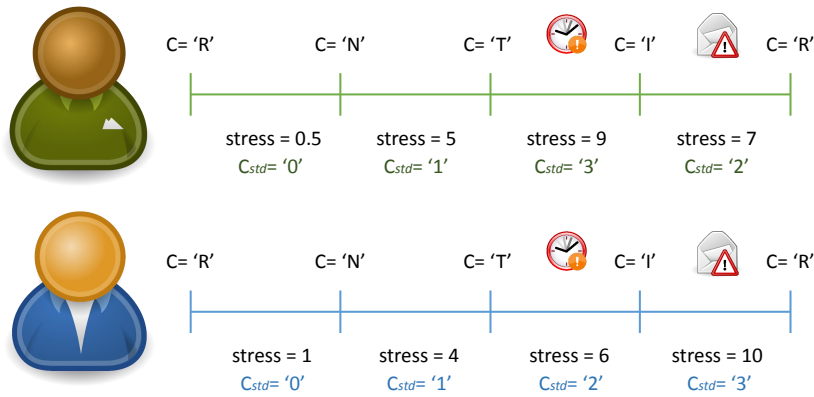 C= ‘R’ C= ‘N’ C= ‘T’ C= ‘I’ C= ‘R’
stress = 0.5 stress = 5 stress = 9 stress = 7
Cstd= ‘0’ Cstd= ‘1’ Cstd= ‘3’ Cstd= ‘2’
C= ‘R’ C= ‘N’ C= ‘T’ C= ‘I’ C= ‘R’
stress = 1 stress = 4 stress = 6 stress = 10
Cstd= ‘0’ Cstd= ‘1’ Cstd= ‘2’ Cstd= ‘3’